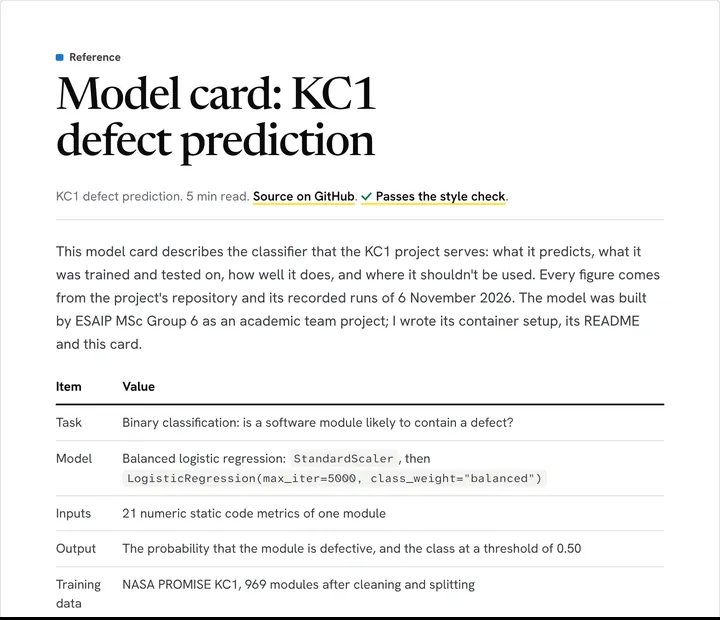 Reference
Model card: KC1
defect prediction
KC1 defect prediction. 5 min read. Source on GitHub. ✓ Passes the style check.
This model card describes the classifier that the KC1 project serves: what it predicts, what it
was trained and tested on, how well it does, and where it shouldn't be used. Every figure comes
from the project's repository and its recorded runs of 6 November 2026. The model was built
by ESAIP MSc Group 6 as an academic team project; I wrote its container setup, its README
and this card.
Item Value
Task Binary classification: is a software module likely to contain a defect?
Model Balanced logistic regression: StandardScaler, then
LogisticRegression(max_iter=5000, class_weight="balanced")
Inputs 21 numeric static code metrics of one module
Output The probability that the module is defective, and the class at a threshold of 0.50
Training NASA PROMISE KC1, 969 modules after cleaning and splitting
data